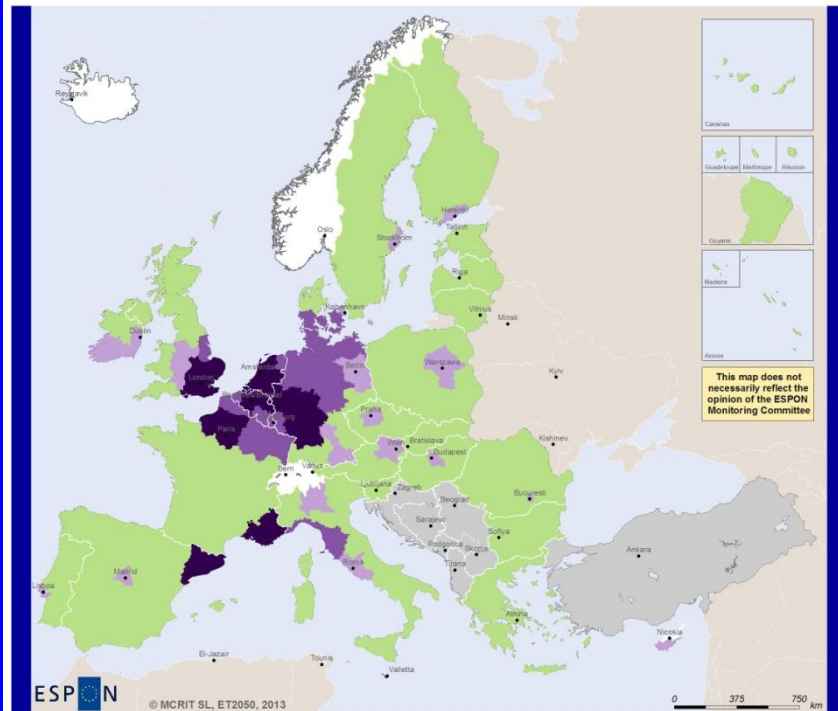 Reykjavik
Canarias
Guadeloupe
Martinique
Réunion
Guyane
Madeira
Azores
Helsinki
Oslo
Stockholm
Tallinn
Riga
København
Vilnius
Minsk
Dublin
Amsterdam
Berlin
Warszawa
London
Kyiv
Praha
Paris
Wien
Bratislava
Kishinev
Budapest
Bern
Vaduz
Ljubljana
Zagreb
Beograd
Bucuresti
Sarajevo
Sofiya
Podgorica
Skopje
Ankara
Madrid
Roma
Tirana
Lisboa
Athina
Nicosia
El-Jazair
Tounis
Valletta
This map does not
necessarily reflect the
opinion of the ESPON
Monitoring Committee
ESPON
© MCRIT SL, ET2050, 2013
0 375 750
km